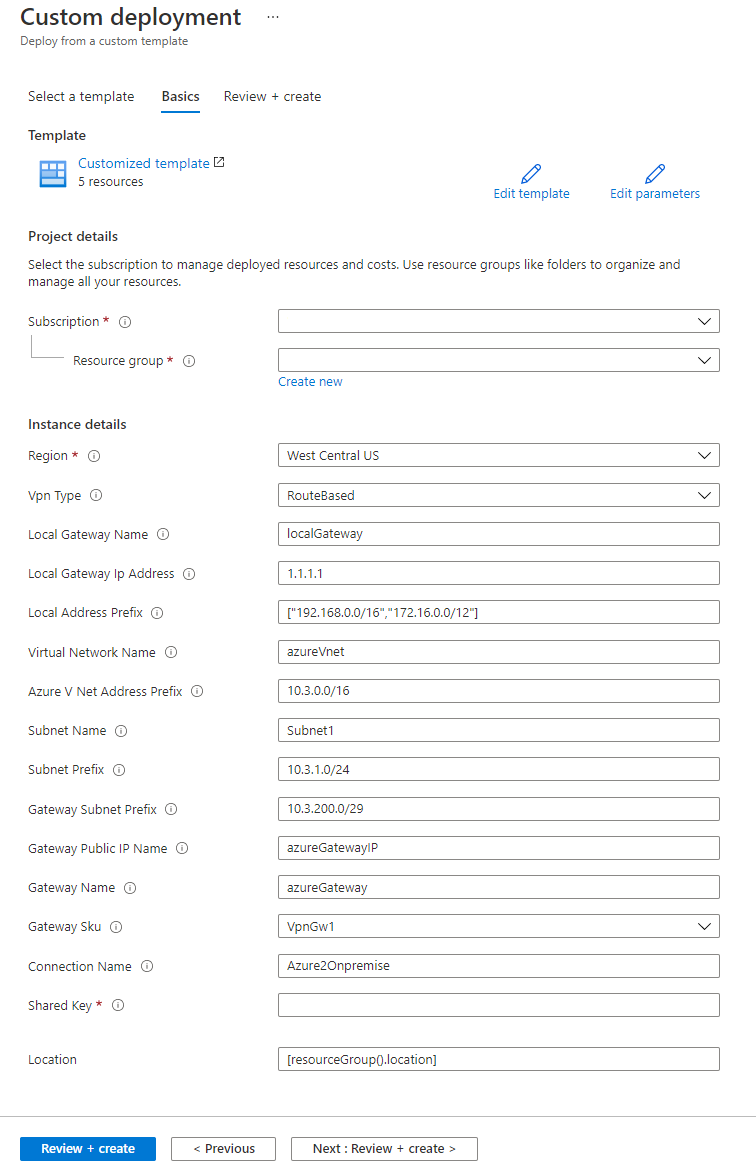 Custom deployment ...
Deploy from a custom template
Select a template Basics Review + create
Template
Customized template
5 resources
Edit template Edit parameters
Project details
Select the subscription to manage deployed resources and costs. Use resource groups like folders to organize and
manage all your resources.
Subscription *
Resource group *
Create new
Instance details
Region * West Central US
Vpn Type RouteBased
Local Gateway Name localGateway
Local Gateway Ip Address 1.1.1.1
Local Address Prefix ["192.168.0.0/16","172.16.0.0/12"]
Virtual Network Name azureVnet
Azure V Net Address Prefix 10.3.0.0/16
Subnet Name Subnet1
Subnet Prefix 10.3.1.0/24
Gateway Subnet Prefix 10.3.200.0/29
Gateway Public IP Name azureGatewayIP
Gateway Name azureGateway
Gateway Sku VpnGw1
Connection Name Azure2Onpremise
Shared Key *
Location [resourceGroup().location]
Review + create < Previous Next : Review + create >